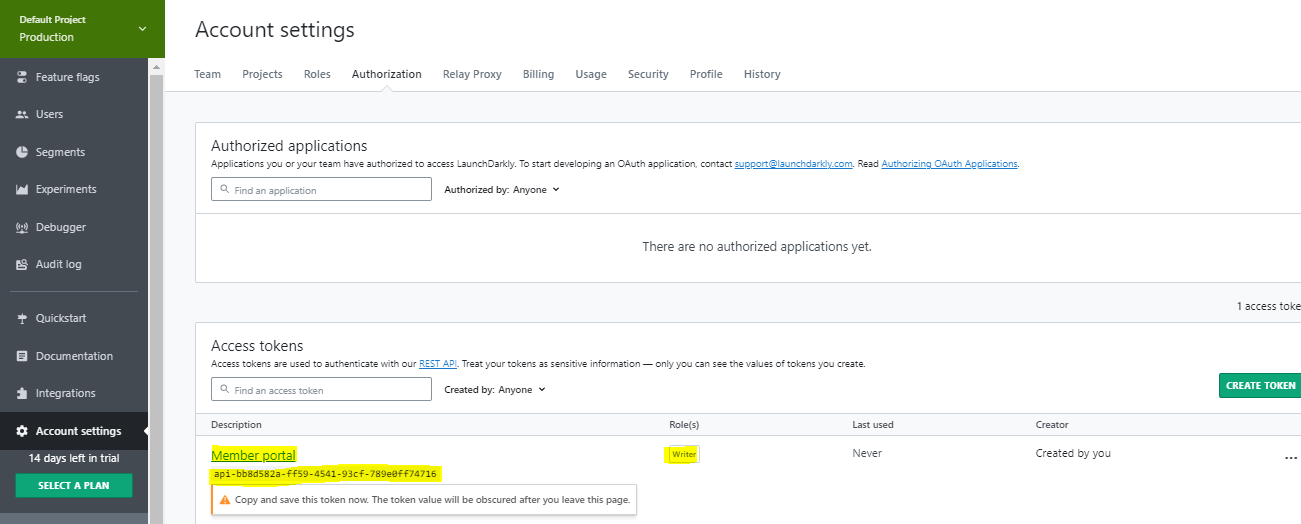 Default Project
Production
Feature flags
Users
Segments
Experiments
Debugger
Audit log
Quickstart
Documentation
Integrations
Account settings
14 days left in trial
SELECT A PLAN
Account settings
Team Projects Roles Authorization Relay Proxy Billing Usage Security Profile History
Authorized applications
Applications you or your team have authorized to access LaunchDarkly. To start developing an OAuth application, contact support@launchdarkly.com. Read Authorizing OAuth Applications.
Find an application Authorized by: Anyone
There are no authorized applications yet.
1 access toke
Access tokens
Access tokens are used to authenticate with our REST API. Treat your tokens as sensitive information — only you can see the values of tokens you create.
Find an access token Created by: Anyone
CREATE TOKEN
Description Role(s) Last used Creator
Member portal Writer Never Created by you ...
api-bb8d582a-ff59-4541-93cf-789e0ff74716
Copy and save this token now. The token value will be obscured after you leave this page.